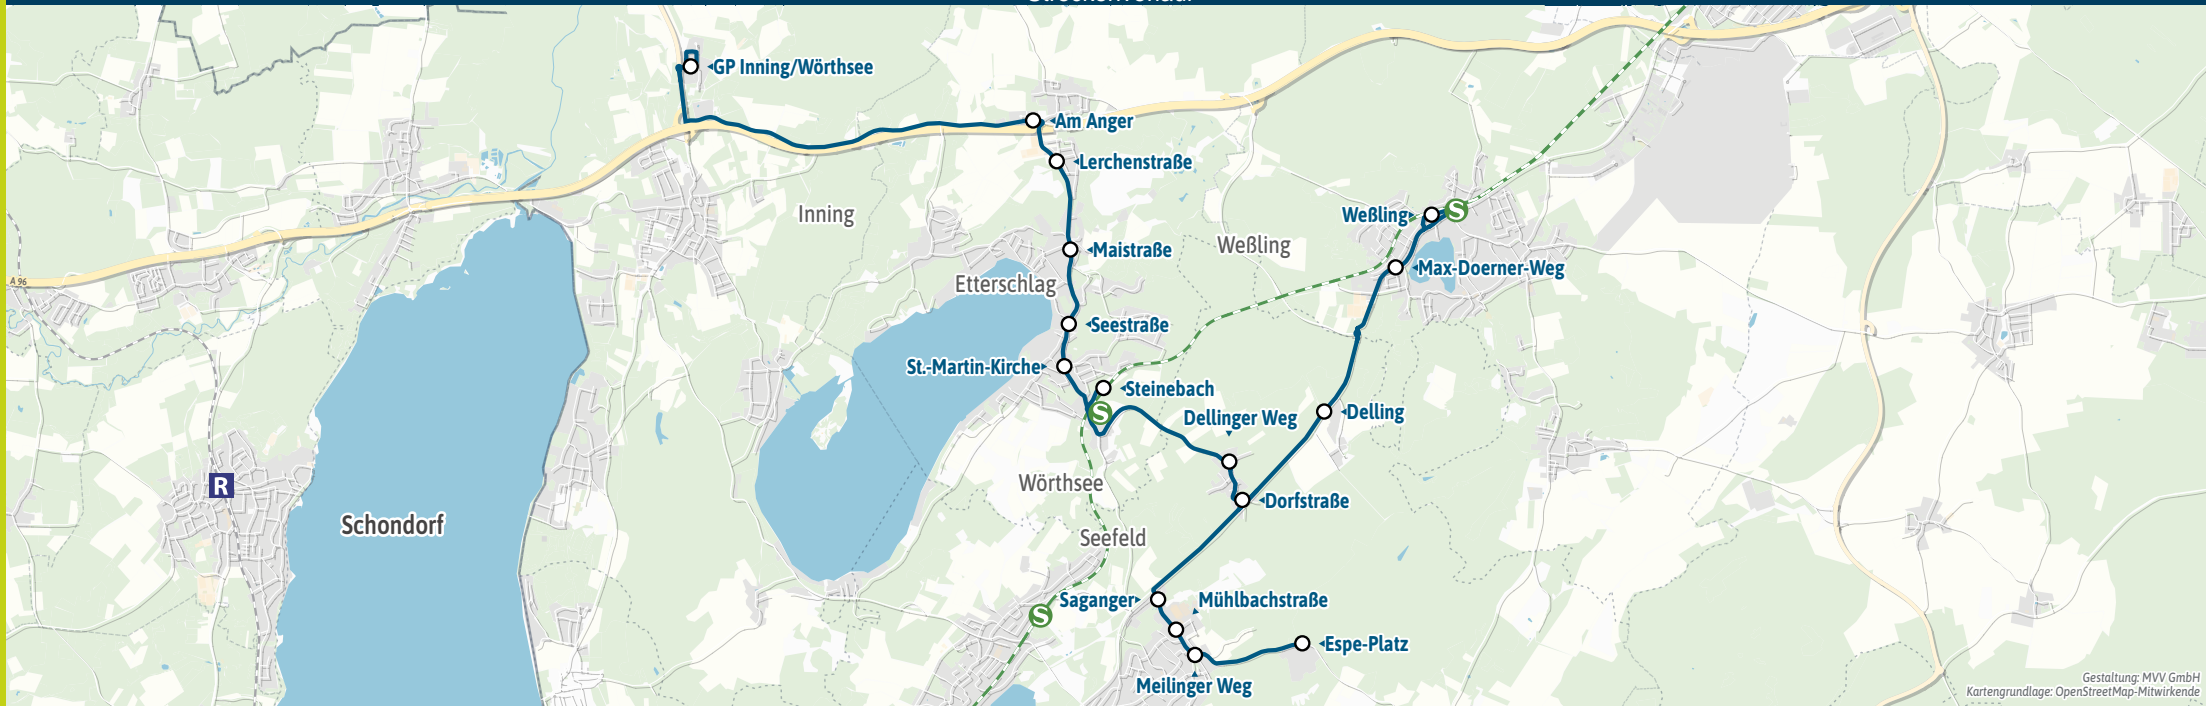 Streckenverlauf
GP Inning/Wörthsee
Am Anger
Lerchenstraße
Inning
Weßling
S
Maistraße
Weßling
Max-Doerner-Weg
A 96
Etterschlag
Seestraße
St.-Martin-Kirche
Steinebach
S
Dellinger Weg
Delling
R
Wörthsee
Dorfstraße
Schondorf
Seefeld
Saganger
Mühlbachstraße
S
Espe-Platz
Meilinger Weg
Gestaltung: MVV GmbH
Kartengrundlage: OpenStreetMap-Mitwirkende